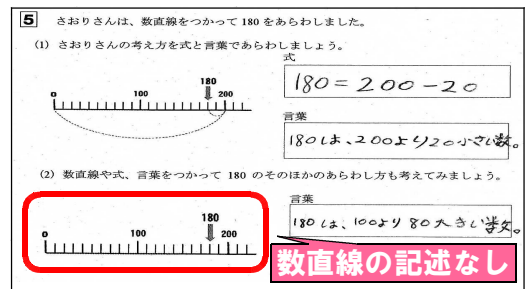 5 さおりさんは、数直線をつかって180をあらわしました。
(1) さおりさんの考え方を式と言葉であらわしましょう。
式
180
0 100 200
180=200-20
言葉
180は、200より20小さい数。
(2) 数直線や式、言葉をつかって 180 のそのほかのあらわし方も考えてみましょう。
言葉
180
0 100 200
180は、100より80大きい数。
数直線の記述なし